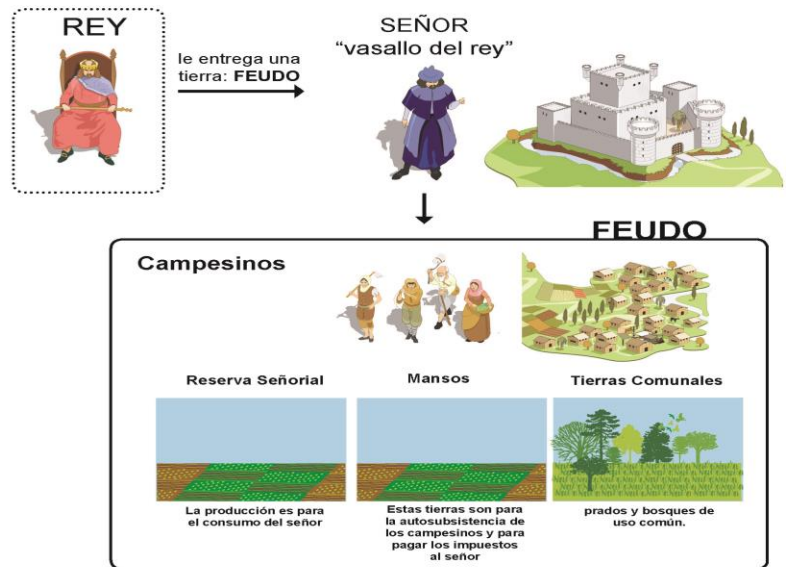 REY
le entrega una
tierra: FEUDO
SEÑOR
“vasallo del rey”
FEUDO
Campesinos
Reserva Señorial
Mansos
Tierras Comunales
La producción es para
el consumo del señor
Estas tierras son para
la autosubsistencia de
los campesinos y para
pagar los impuestos
al señor
prados y bosques de
uso común.